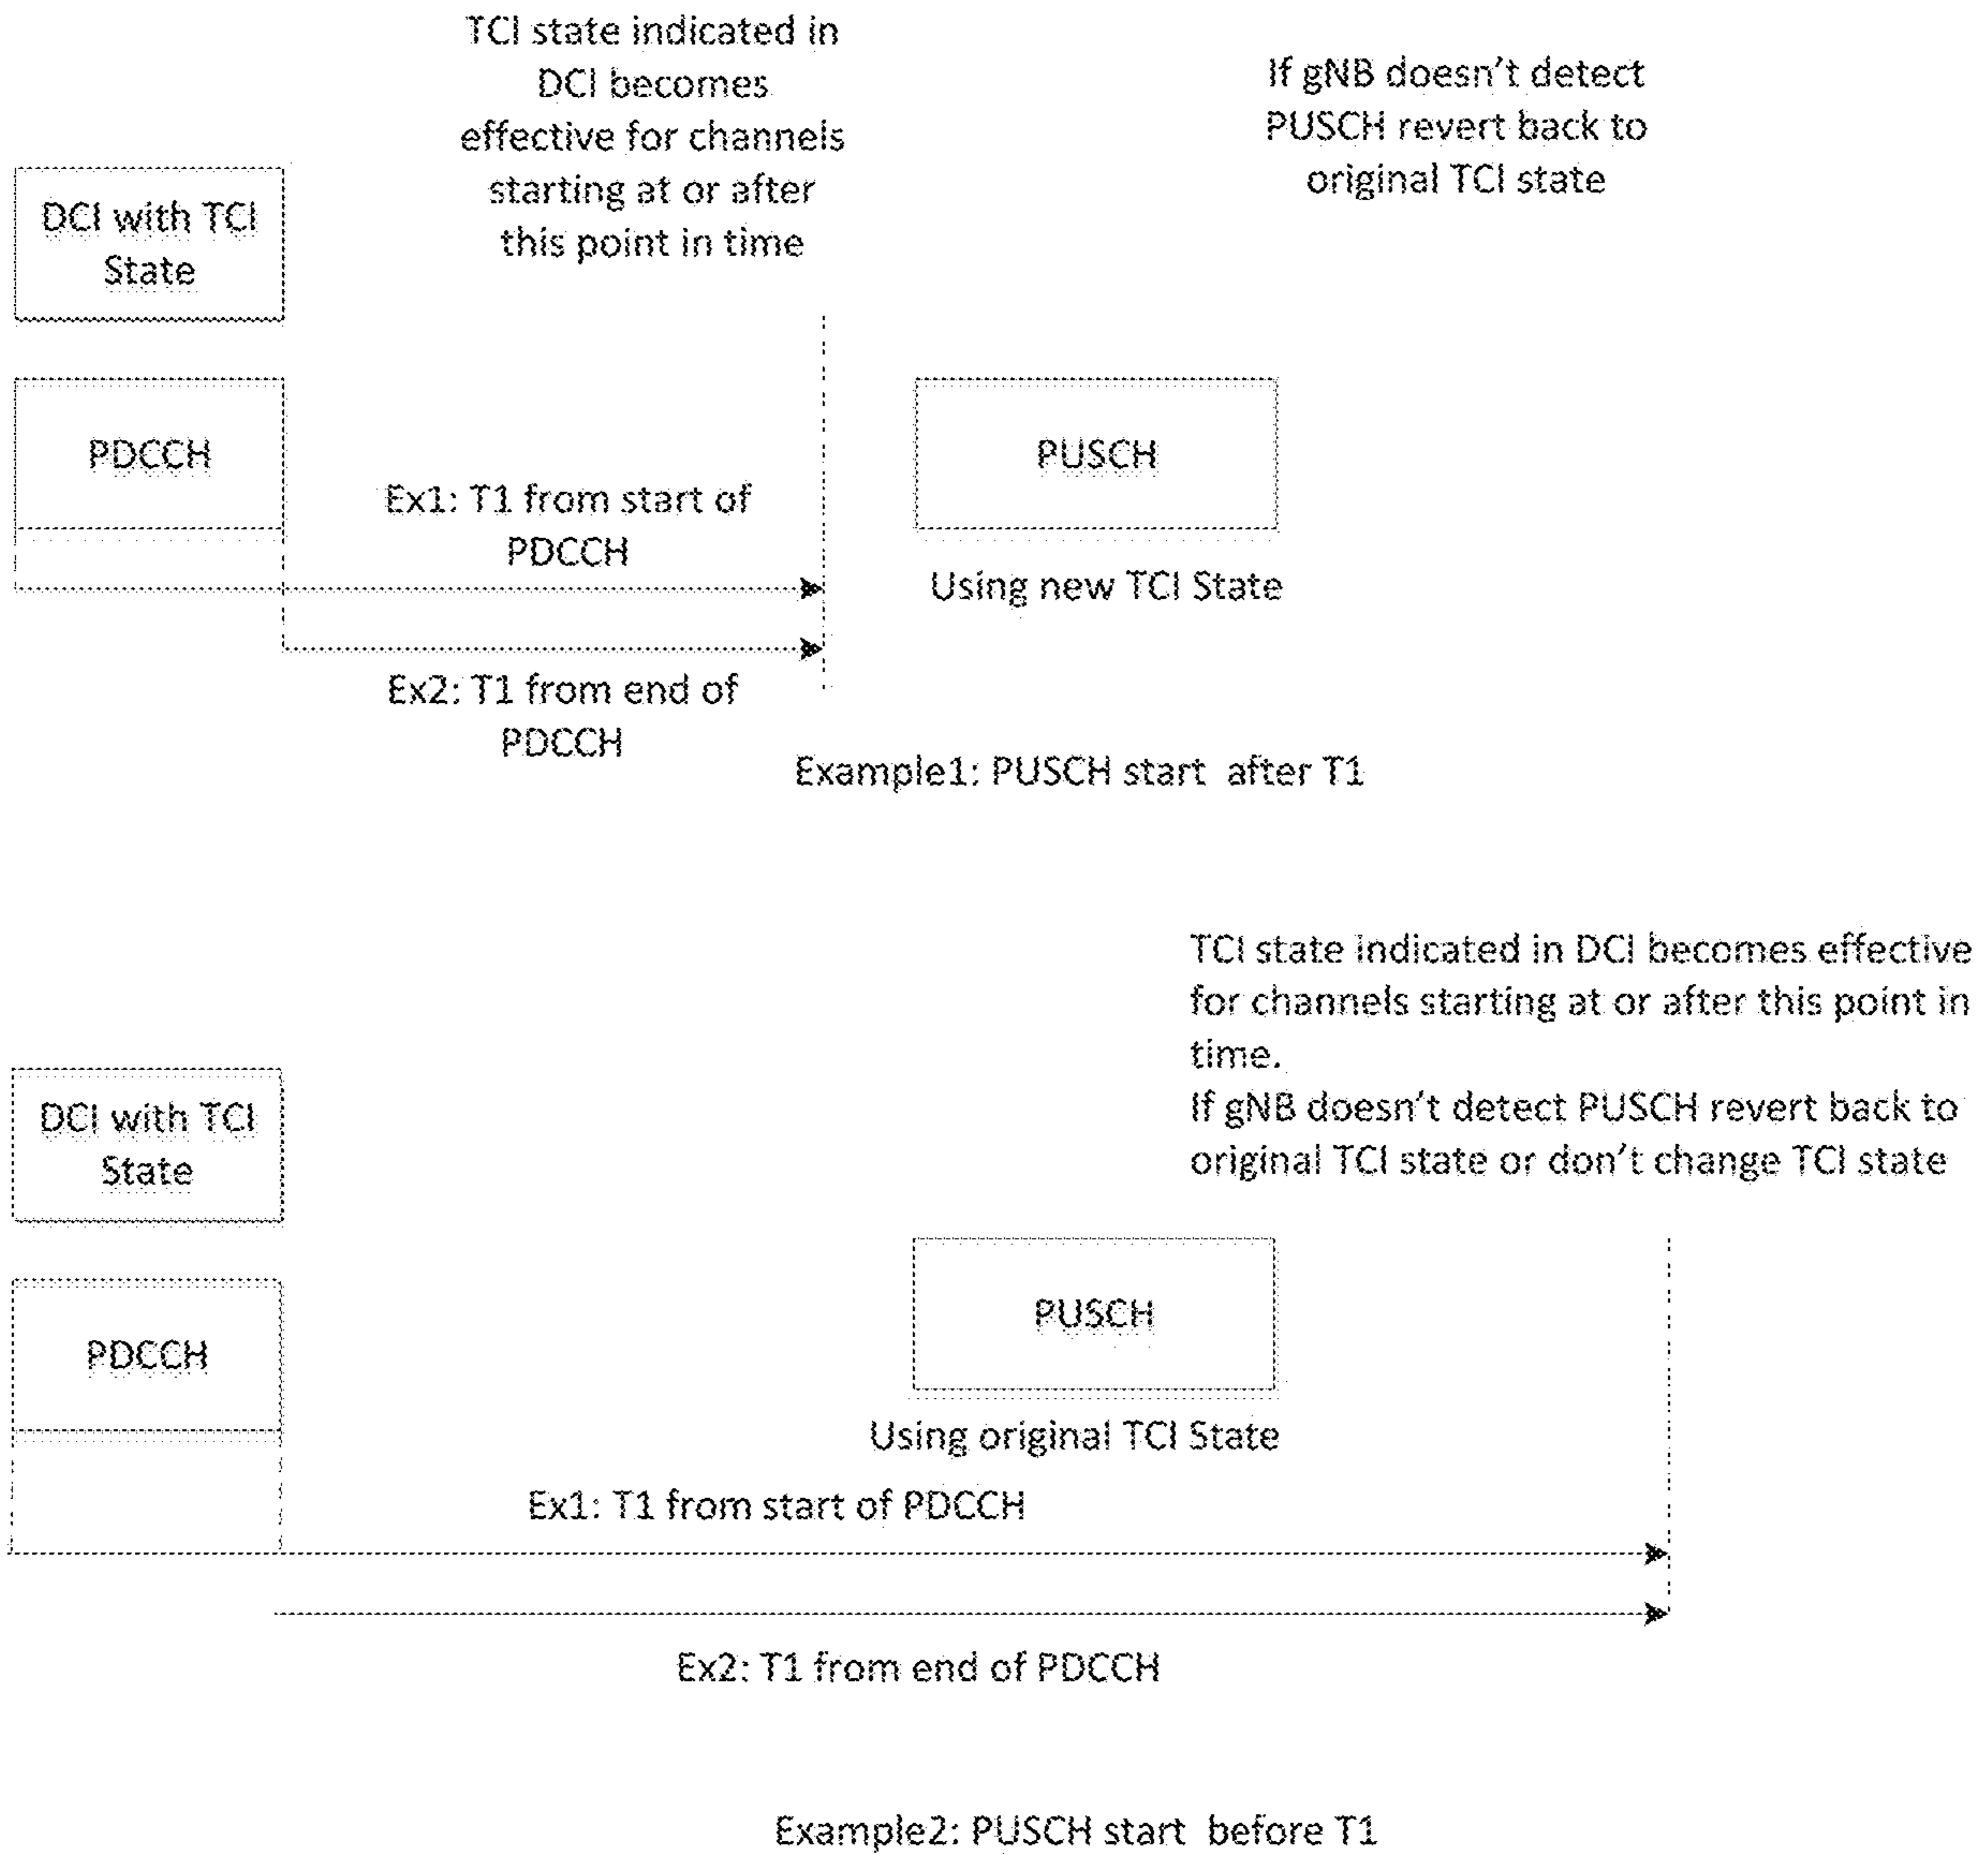 TCI state indicated in
DCI becomes
effective for channels
starting at or after
this point in time
If gNB doesn't detect
PUSCH revert back to
original TCI state
DCI with TCI
State
PDCCH
PUSCH
Ex1: T1 from start of
PDCCH
Using new TCI State
Ex2: T1 from end of
PDCCH
Example1: PUSCH start after T1
TCI state indicated in DCI becomes effective
for channels starting at or after this point in
time.
If gNB doesn't detect PUSCH revert back to
original TCI state or don't change TCI state
DCI with TCI
State
PDCCH
PUSCH
Using original TCI State
Ex1: T1 from start of PDCCH
Ex2: T1 from end of PDCCH
Example2: PUSCH start before T1